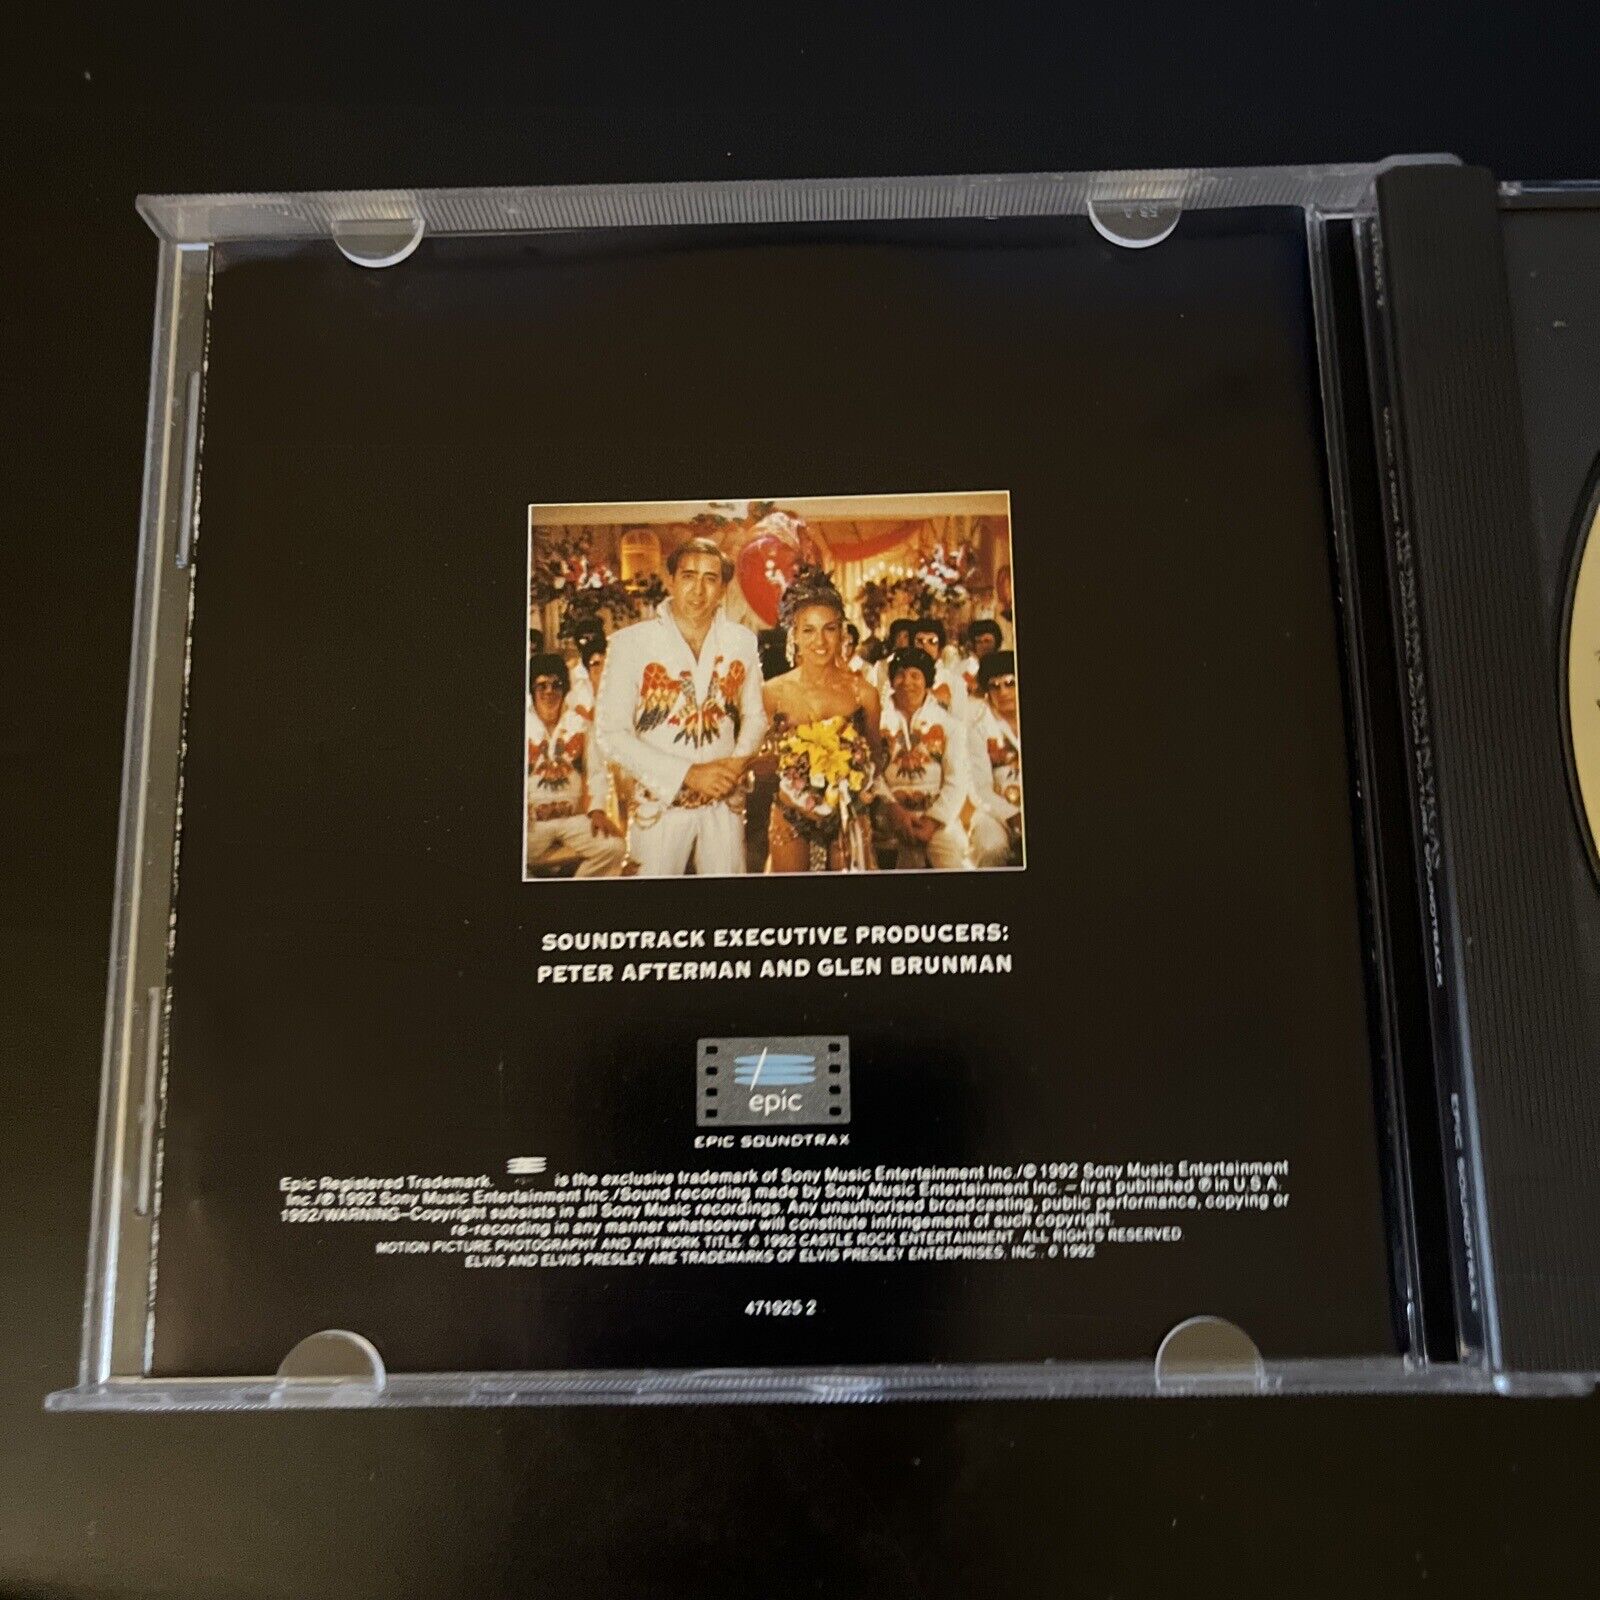 SOUNDTRACK EXECUTIVE PRODUCERS:
PETER AFTERMAN AND GLEN BRUNMAN
epic
EPIC SOUNDTRAX
Epic Registered Trademark. is the exclusive trademark of Sony Music Entertainment Inc./© 1992 Sony Music Entertainment
Inc./℗ 1992 Sony Music Entertainment Inc./Sound recording made by Sony Music Entertainment Inc. – first published ℗ in U.S.A.
1992/WARNING–Copyright subsists in all Sony Music recordings. Any unauthorised broadcasting, public performance, copying or
re-recording in any manner whatsoever will constitute infringement of such copyright.
MOTION PICTURE PHOTOGRAPHY AND ARTWORK TITLE © 1992 CASTLE ROCK ENTERTAINMENT. ALL RIGHTS RESERVED
ELVIS AND ELVIS PRESLEY ARE TRADEMARKS OF ELVIS PRESLEY ENTERPRISES, INC., © 1992
471925 2
EPIC SOUNDTRAX